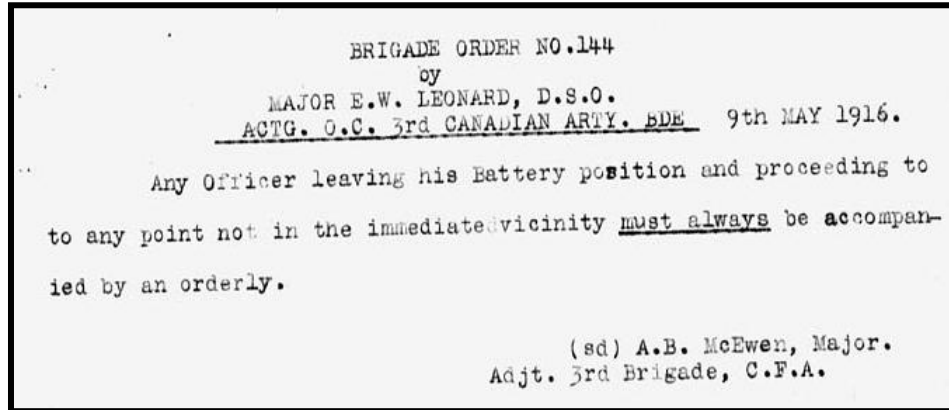 BRIGADE ORDER NO.144
by
MAJOR E.W. LEONARD, D.S.O.
ACTG. O.C. 3rd CANADIAN ARTY. BDE 9th MAY 1916.
Any Officer leaving his Battery position and proceeding to
to any point not in the immediate vicinity must always be accompan-
ied by an orderly.
(sd) A.B. McEwen, Major.
Adjt. 3rd Brigade, C.F.A.